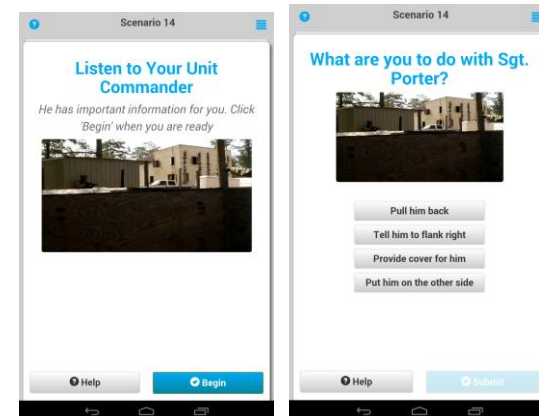 Scenario 14
Listen to Your Unit
Commander
He has important information for you. Click
'Begin' when you are ready
Help
Begin
Scenario 14
What are you to do with Sgt.
Porter?
Pull him back
Tell him to flank right
Provide cover for him
Put him on the other side
Help
Submit